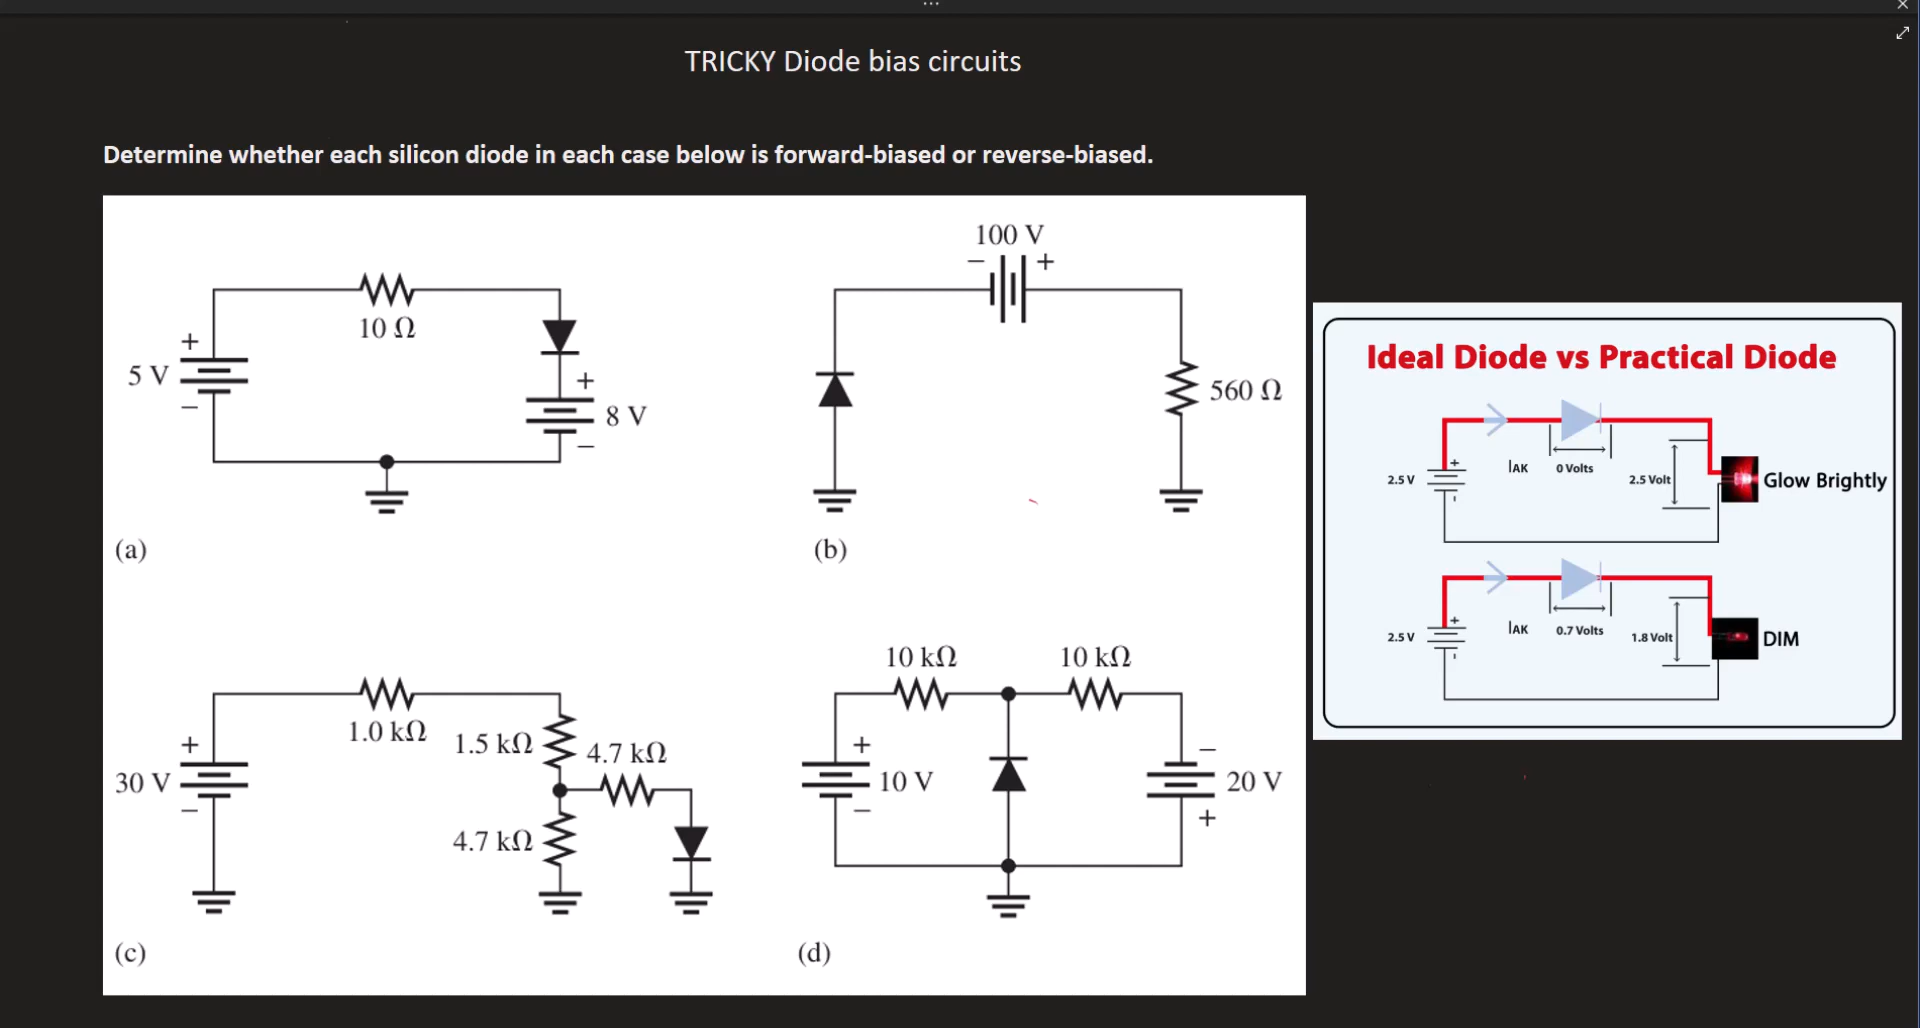 TRICKY Diode bias circuits
Determine whether each silicon diode in each case below is forward-biased or reverse-biased.
10 Ω
+
5 V
−
+
8 V
−
(a)
100 V
− +
560 Ω
(b)
1.0 kΩ
1.5 kΩ
4.7 kΩ
+
30 V
−
4.7 kΩ
(c)
10 kΩ 10 kΩ
+
10 V
−
−
20 V
+
(d)
Ideal Diode vs Practical Diode
+
2.5 V
IAK
0 Volts
2.5 Volt
Glow Brightly
+
2.5 V
IAK
0.7 Volts
1.8 Volt
DIM